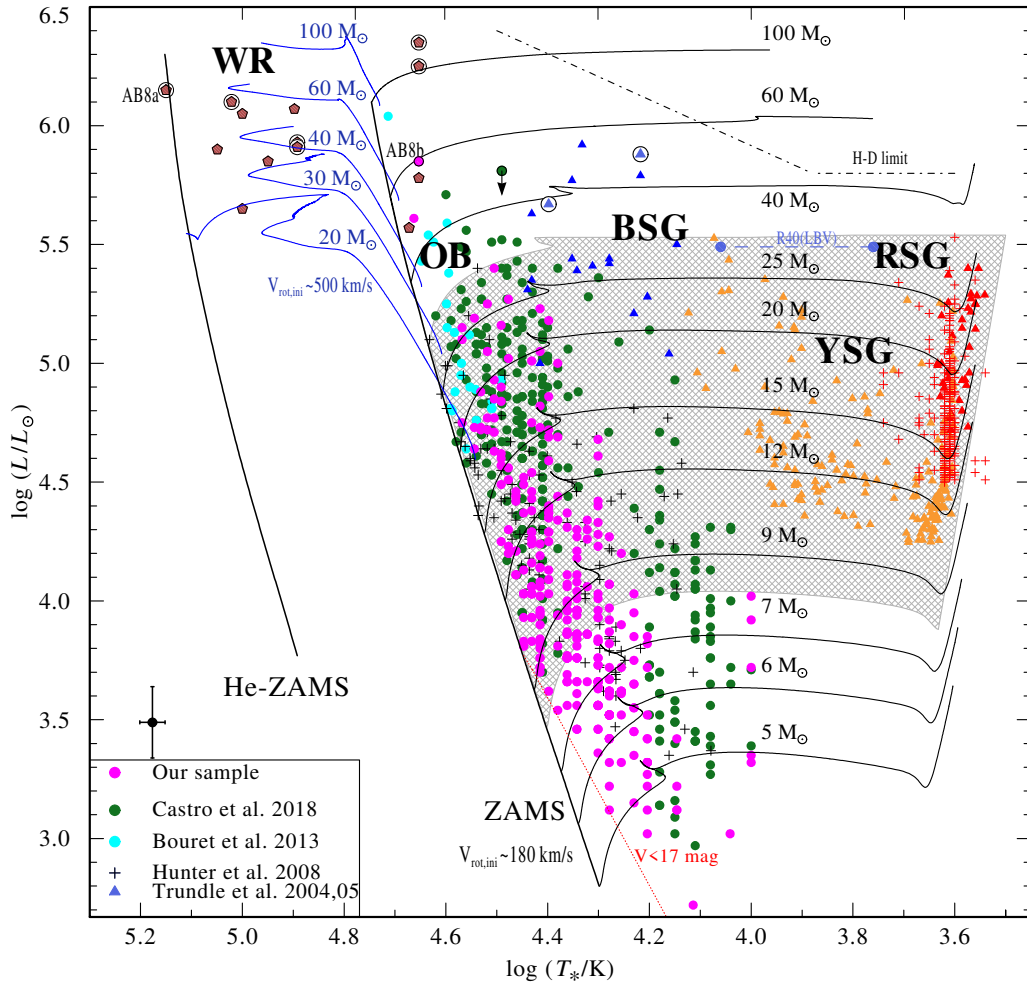 6.5
6.0
5.5
5.0
4.5
4.0
3.5
3.0
log (L/L⊙)
5.2
5.0
4.8
4.6
4.4
4.2
4.0
3.8
3.6
log (T*/K)
100 M⊙
60 M⊙
40 M⊙
30 M⊙
20 M⊙
Vrot,ini~500 km/s
WR
AB8a
AB8b
OB
BSG
YSG
RSG
H-D limit
R40(LBV)
100 M⊙
60 M⊙
40 M⊙
25 M⊙
20 M⊙
15 M⊙
12 M⊙
9 M⊙
7 M⊙
6 M⊙
5 M⊙
He-ZAMS
ZAMS
Vrot,ini~180 km/s
V<17 mag
Our sample
Castro et al. 2018
Bouret et al. 2013
Hunter et al. 2008
Trundle et al. 2004,05